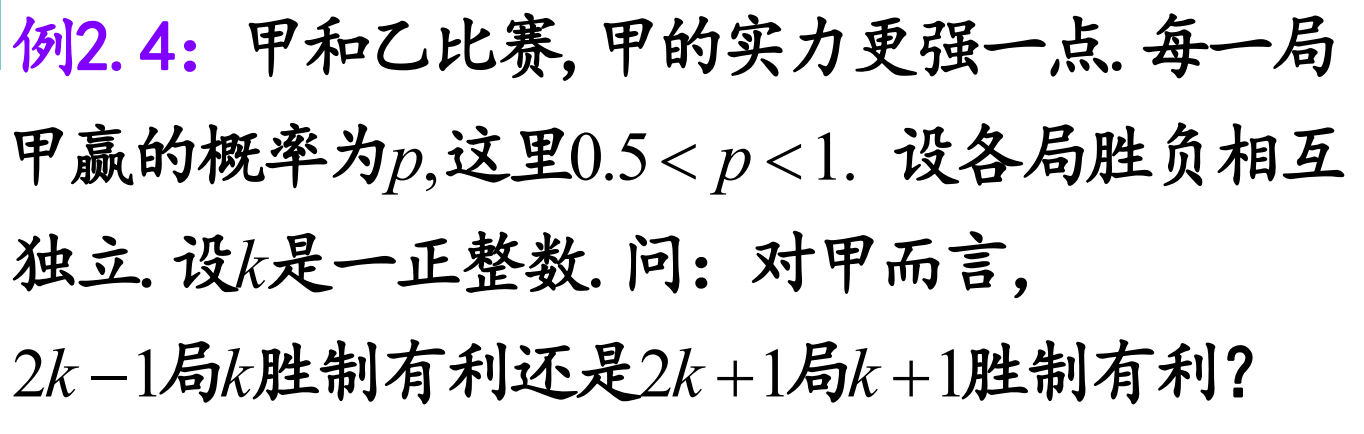 例2.4：甲和乙比赛,甲的实力更强一点.每一局
甲赢的概率为p,这里0.5<p<1. 设各局胜负相互
独立.设k是一正整数.问：对甲而言,
2k-1局k胜制有利还是2k+1局k+1胜制有利?